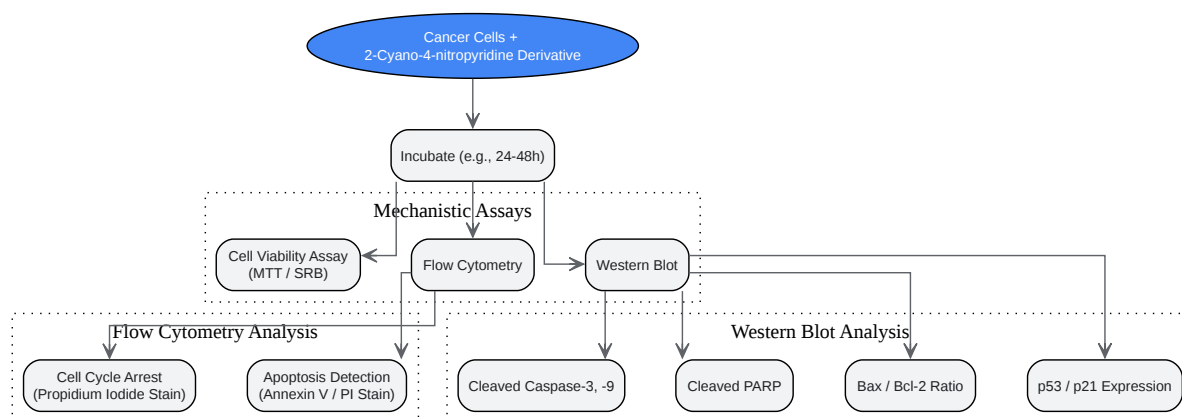 Cancer Cells +
2-Cyano-4-nitropyridine Derivative
Incubate (e.g., 24-48h)
Mechanistic Assays
Cell Viability Assay
(MTT / SRB)
Flow Cytometry
Western Blot
Flow Cytometry Analysis
Western Blot Analysis
Cell Cycle Arrest
(Propidium Iodide Stain)
Apoptosis Detection
(Annexin V / PI Stain)
Cleaved Caspase-3, -9
Cleaved PARP
Bax / Bcl-2 Ratio
p53 / p21 Expression